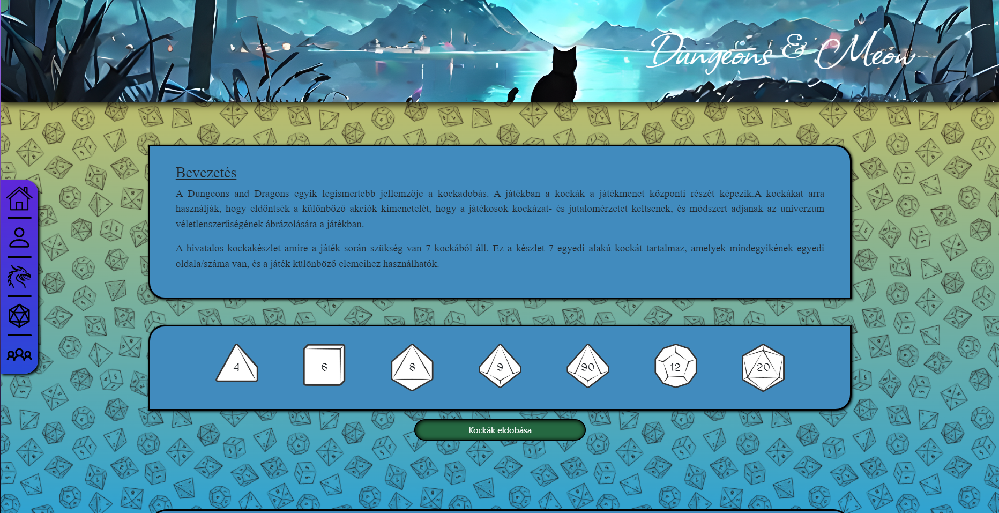 Dungeons & Meow
Bevezetés
A Dungeons and Dragons egyik legismertebb jellemzője a kockadobás. A játékban a kockák a játékmenet központi részét képezik.A kockákat arra
használják, hogy eldöntsék a különböző akciók kimenetelét, hogy a játékosok kockázat- és jutalomérzetet keltsenek, és módszert adjanak az univerzum
véletlenszerűségének ábrázolására a játékban.
A hivatalos kockakészlet amire a játék során szükség van 7 kockából áll. Ez a készlet 7 egyedi alakú kockát tartalmaz, amelyek mindegyikének egyedi
oldala/száma van, és a játék különböző elemeihez használhatók.
4 6 8 9 90 12 20
Kockák eldobása